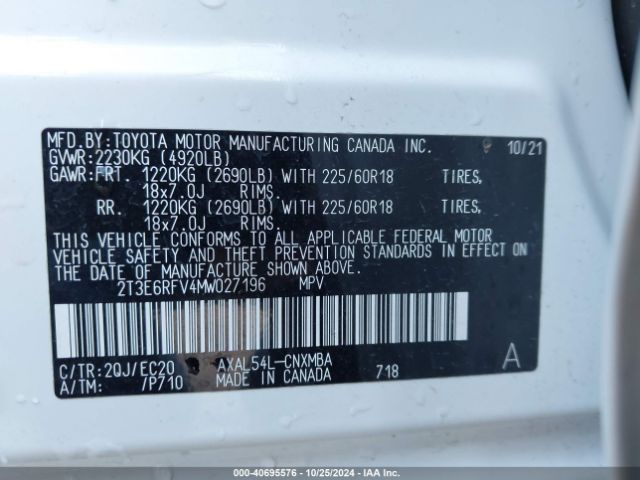 MFD.BY:TOYOTA MOTOR MANUFACTURING CANADA INC. 10/21
GVWR:2230KG (4920LB)
GAWR:FRT. 1220KG (2690LB) WITH 225/60R18 TIRES,
18x7.0J RIMS.
RR. 1220KG (2690LB) WITH 225/60R18 TIRES,
18x7.0J RIMS.
THIS VEHICLE CONFORMS TO ALL APPLICABLE FEDERAL MOTOR
VEHICLE SAFETY AND THEFT PREVENTION STANDARDS IN EFFECT ON
THE DATE OF MANUFACTURE SHOWN ABOVE.
2T3E6RFV4MW027196 MPV
C/TR:2QJ/EC20 AXAL54L-CNXMBA A
A/TM: /P710 MADE IN CANADA 718
000-40695576 - 10/25/2024 - IAA Inc.